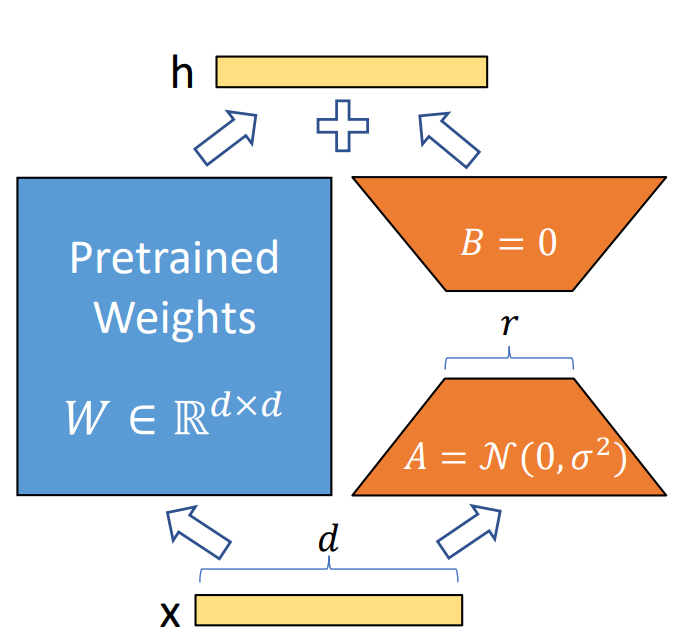 h
Pretrained
Weights
W ∈ ℝ^{d×d}
B = 0
r
A = 𝒩(0, σ²)
d
x